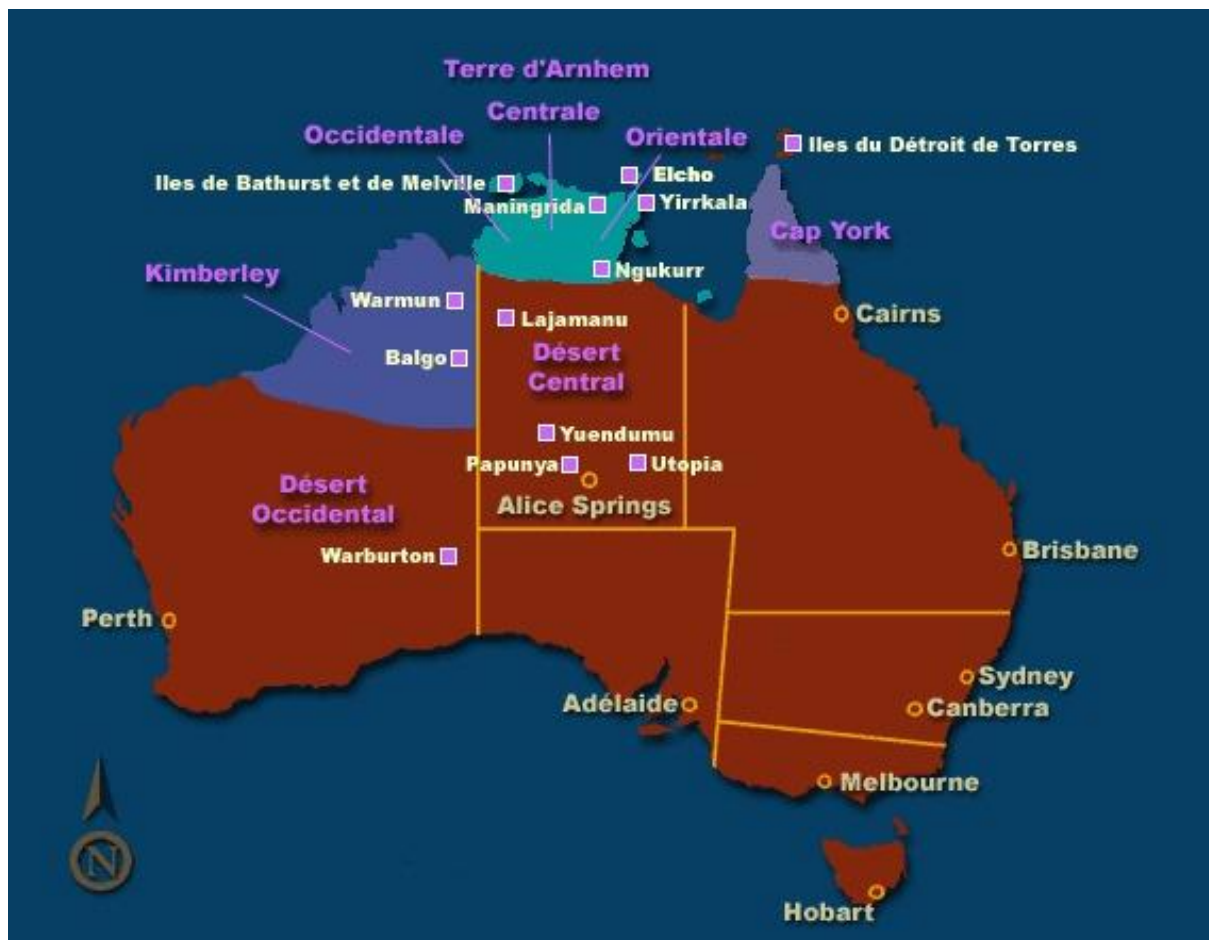 Terre d'Arnhem
Centrale
Occidentale
Orientale
Iles du Détroit de Torres
Iles de Bathurst et de Melville
Elcho
Maningrida
Yirrkala
Cap York
Kimberley
Ngukurr
Warmun
Lajamanu
Cairns
Balgo
Désert
Central
Yuendumu
Papunya
Utopia
Désert
Occidental
Alice Springs
Warburton
Brisbane
Perth
Sydney
Adélaide
Canberra
Melbourne
N
Hobart